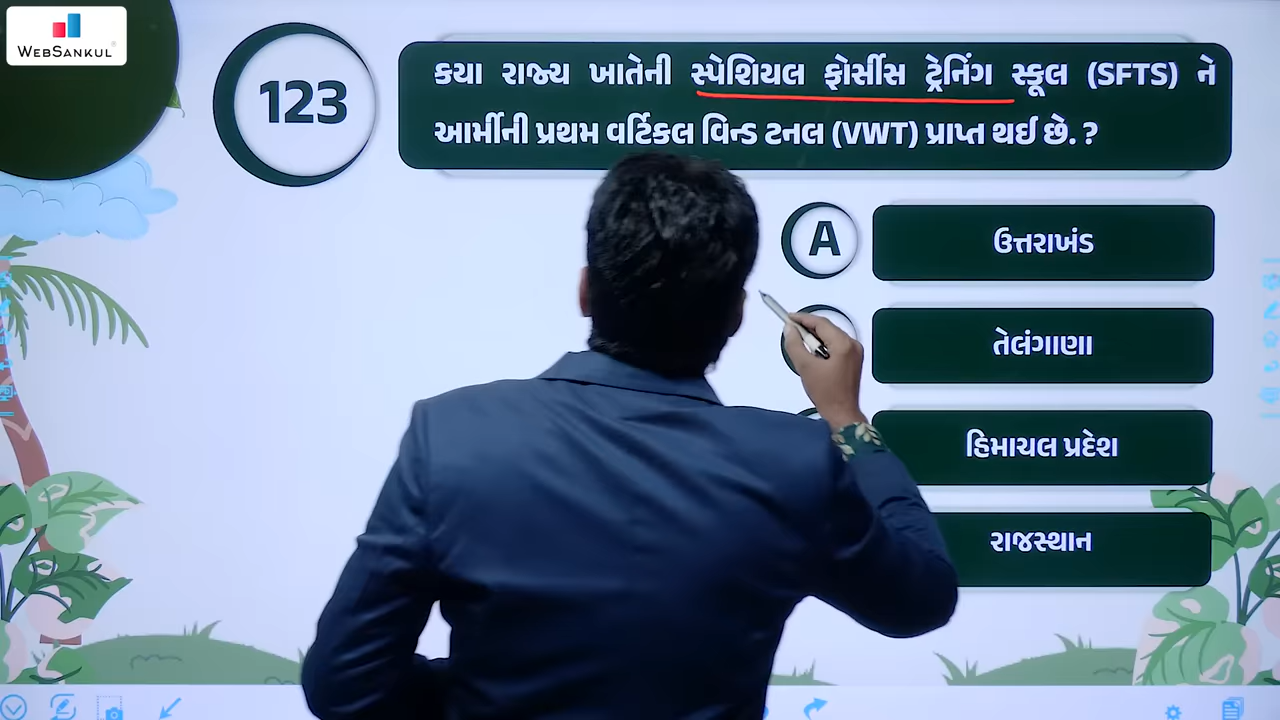 WEBSANKUL®
123
કયા રાજ્ય ખાતેની સ્પેશિયલ ફોર્સીસ ટ્રેનિંગ સ્કૂલ (SFTS) ને
આર્મીની પ્રથમ વર્ટિકલ વિન્ડ ટનલ (VWT) પ્રાપ્ત થઈ છે. ?
A
ઉત્તરાખંડ
તેલંગાણા
હિમાચલ પ્રદેશ
રાજસ્થાન